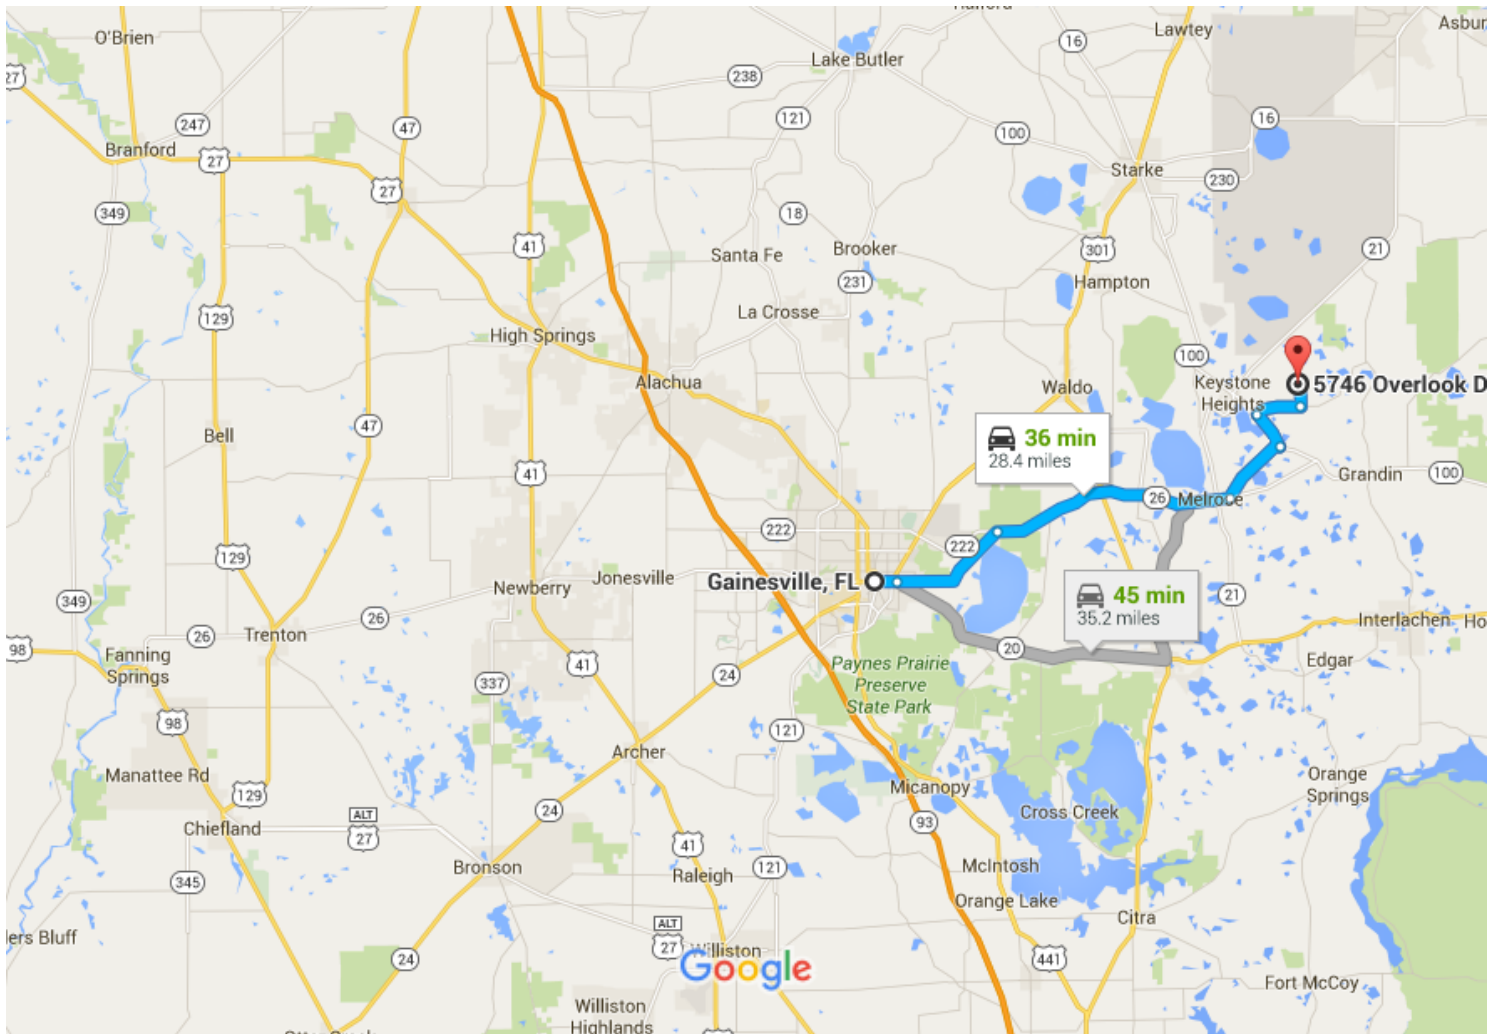 O'Brien
Lawtey
Lake Butler
16
27
238
247
121
16
47
100
Branford
27
Starke
230
27
349
18
Santa Fe
Brooker
21
41
301
Hampton
231
129
La Crosse
High Springs
100
Alachua
Waldo
Keystone
Heights
5746 Overlook D
Bell
47
36 min
28.4 miles
41
Grandin
100
26
Melrose
222
222
129
Gainesville, FL
Jonesville
Newberry
45 min
35.2 miles
349
21
26
26
Trenton
Interlachen
Ho
98
20
Edgar
Fanning
Springs
41
Paynes Prairie
Preserve
State Park
337
24
98
121
Archer
Manattee Rd
Micanopy
Orange
Springs
129
24
Cross Creek
ALT
27
Chiefland
93
41
Bronson
McIntosh
121
Raleigh
345
Orange Lake
Citra
ALT
27
Williston
lers Bluff
24
Google
441
Fort McCoy
Williston
Highlands